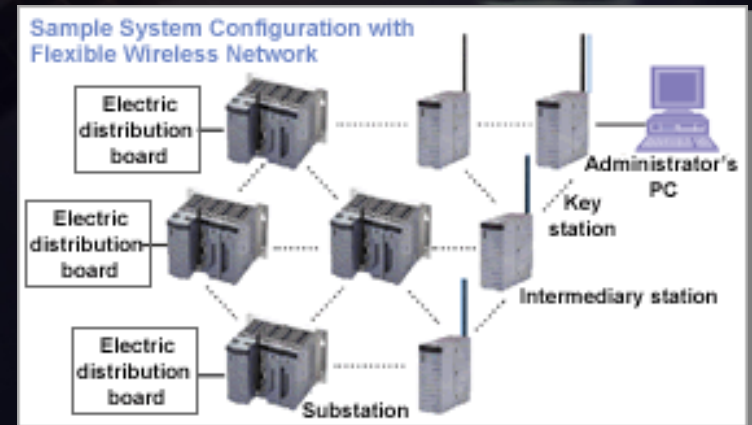 Sample System Configuration with
Flexible Wireless Network
Electric
distribution
board
Administrator's
PC
Electric
distribution
board
Key
station
Intermediary station
Electric
distribution
board
Substation